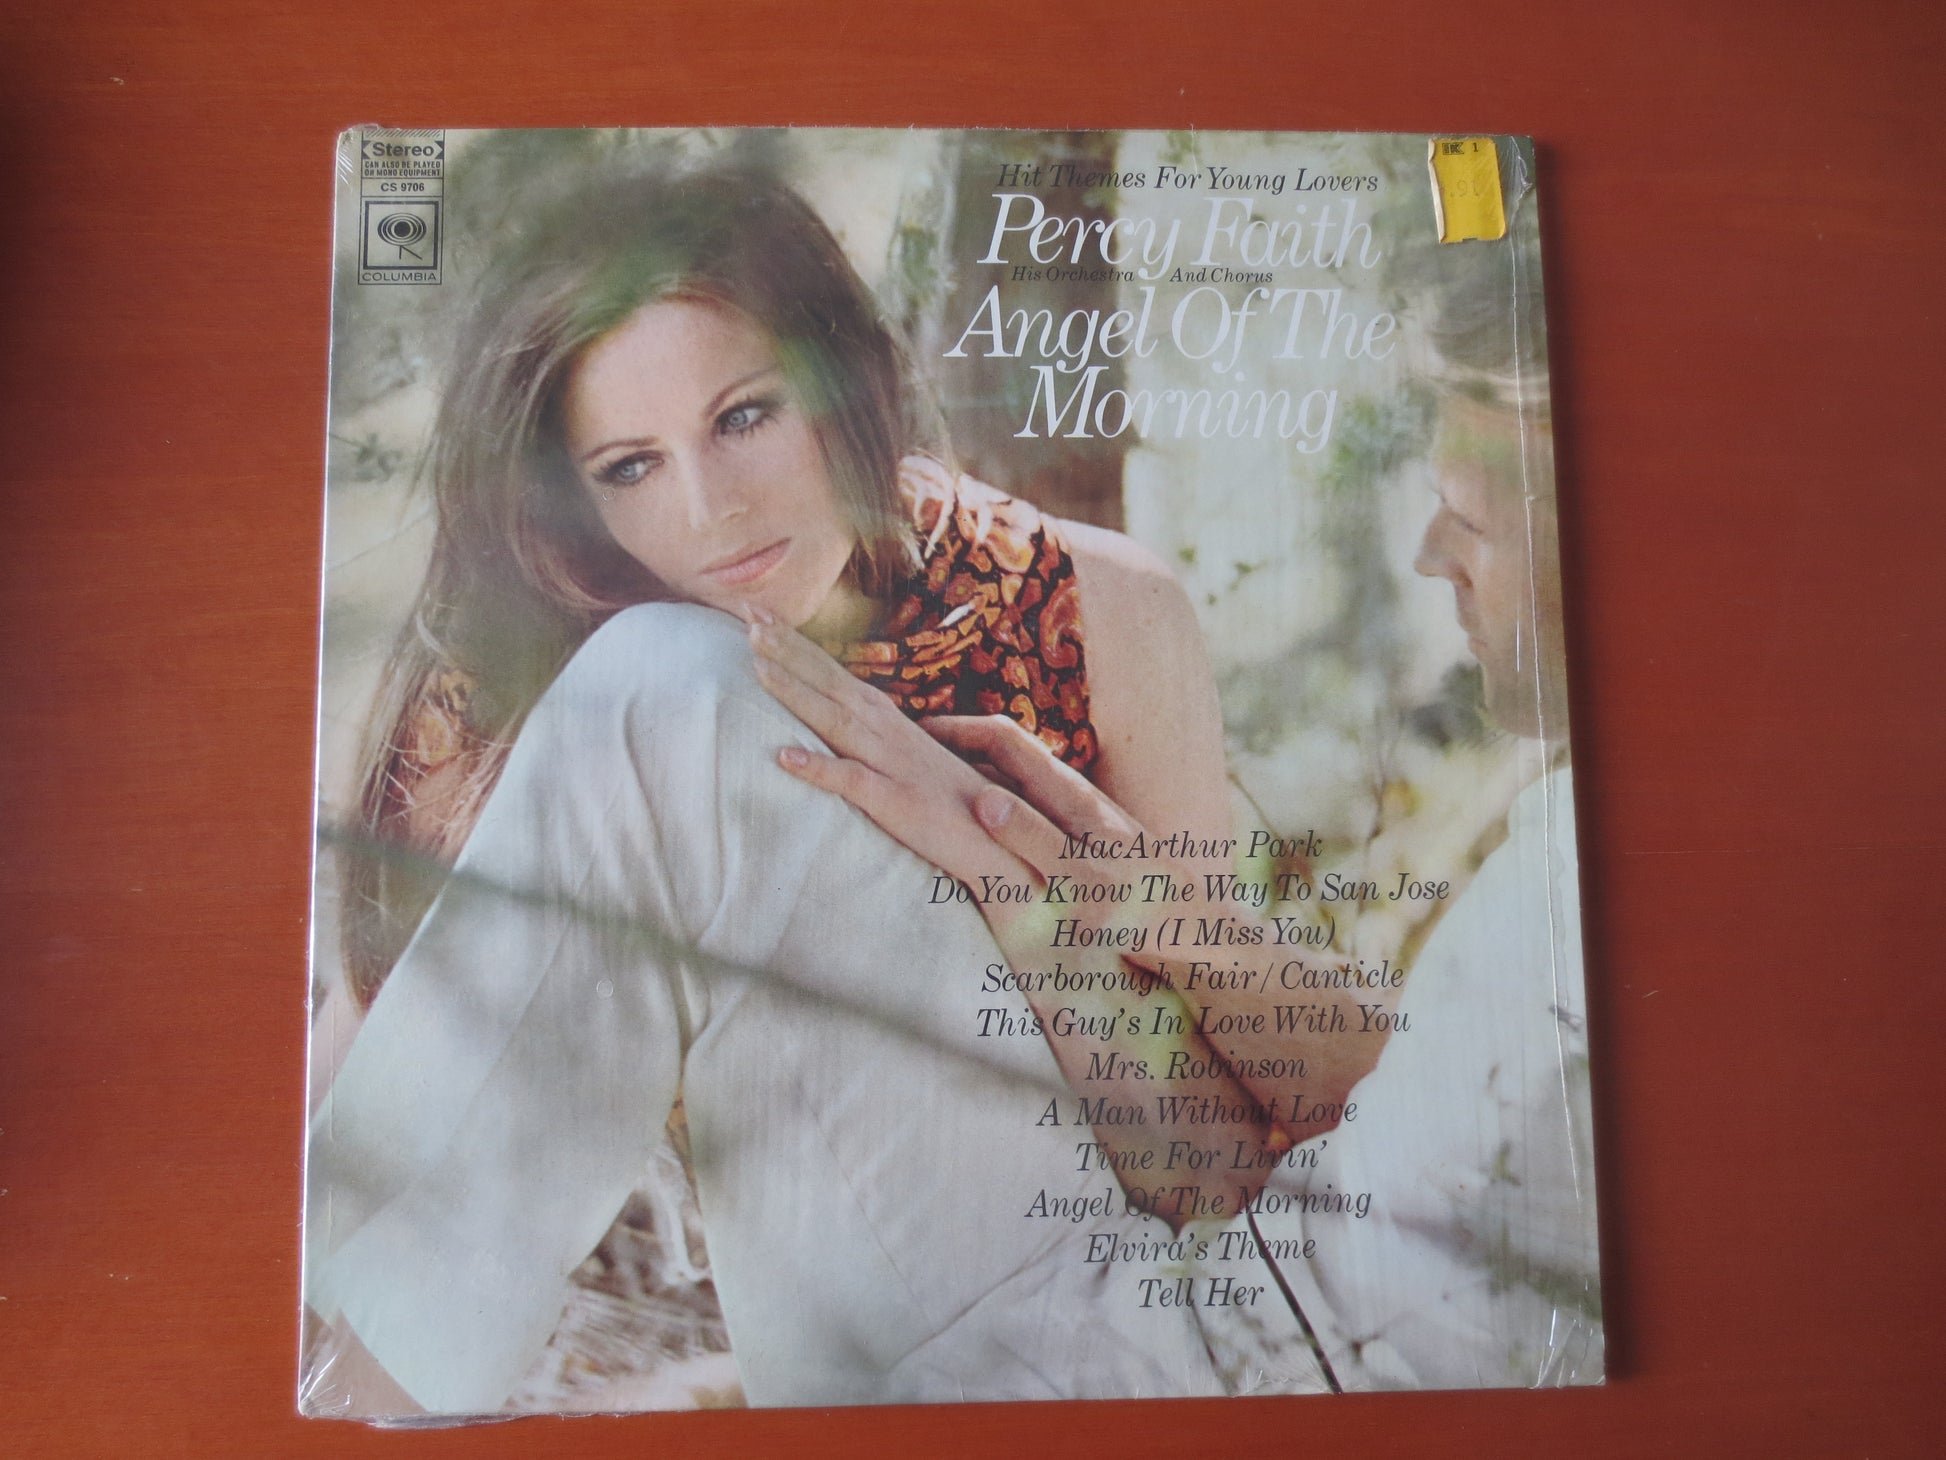 Stereo
CAN ALSO BE PLAYED
ON MONO EQUIPMENT
CS 9706
COLUMBIA
Hit Themes For Young Lovers
Percy Faith
His Orchestra And Chorus
Angel Of The
Morning
MacArthur Park
Do You Know The Way To San Jose
Honey (I Miss You)
Scarborough Fair / Canticle
This Guy's In Love With You
Mrs. Robinson
A Man Without Love
Time For Livin'
Angel Of The Morning
Elvira's Theme
Tell Her